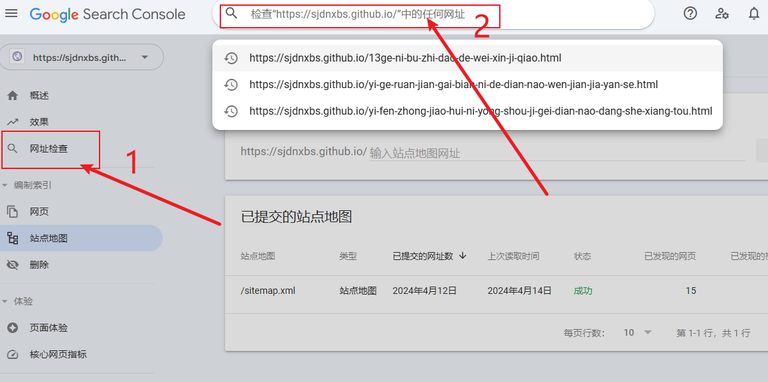 Google Search Console
检查"https://sjdnxbs.github.io/"中的任何网址
2
https://sjdnxbs.github.io/13ge-ni-bu-zhi-dao-de-wei-xin-ji-qiao.html
https://sjdnxbs.github.io/yi-ge-ruan-jian-gai-bian-ni-de-dian-nao-wen-jian-jia-yan-se.html
https://sjdnxbs.github.io/yi-fen-zhong-jiao-hui-ni-yong-shou-ji-gei-dian-nao-dang-she-xiang-tou.html
https://sjdnxbs.gith...
概述
效果
网址检查
1
编制索引
网页
站点地图
删除
体验
页面体验
核心网页指标
https://sjdnxbs.github.io/ 输入站点地图网址
已提交的站点地图
站点地图 类型 已提交的网址数 上次读取时间 状态 已发现的网页
/sitemap.xml 站点地图 2024年4月12日 2024年4月14日 成功 15
每页行数： 10 第 1-1 行，共 1 行